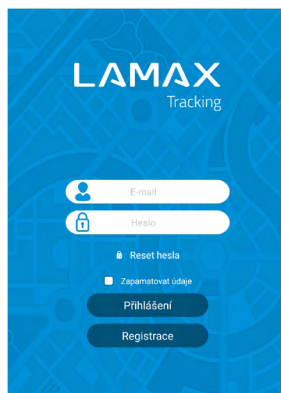 LAMAX
Tracking
E-mail
Heslo
Reset hesla
Zapamatovat údaje
Přihlášení
Registrace